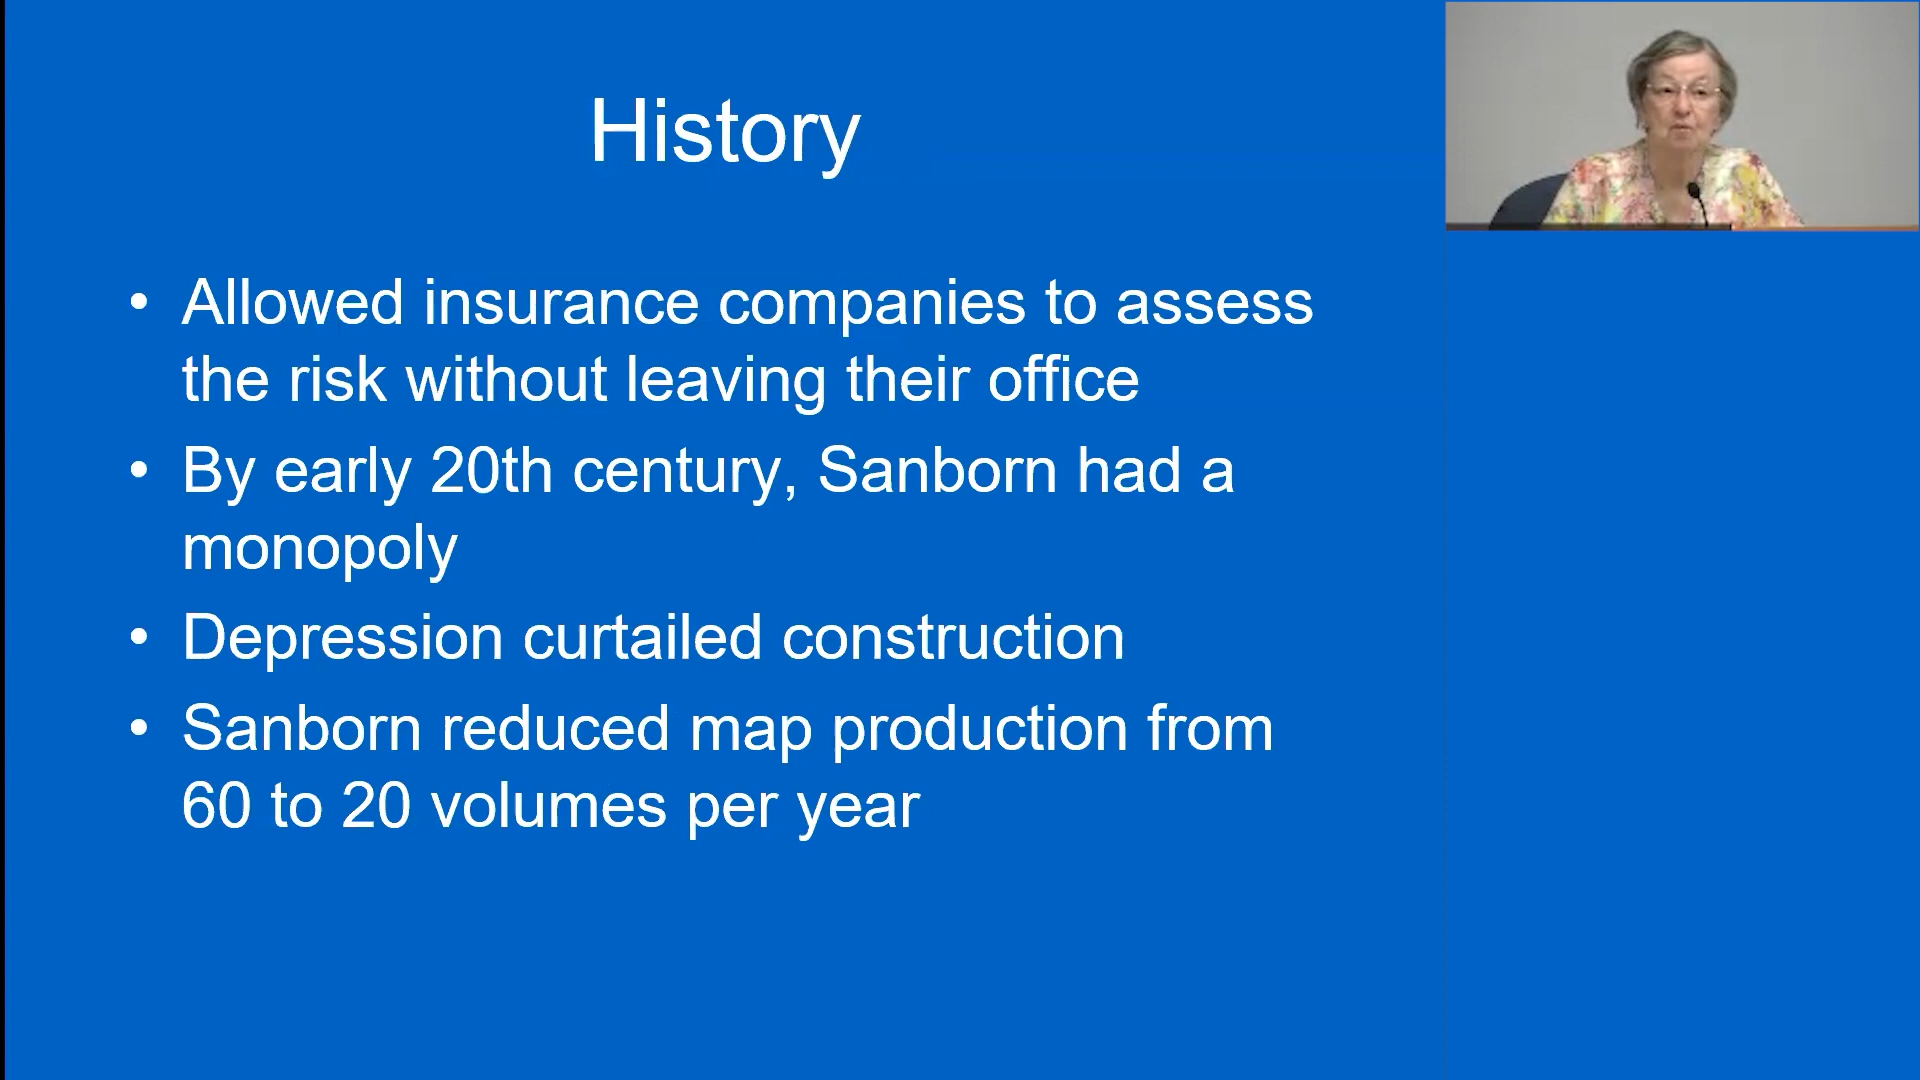 History
• Allowed insurance companies to assess
the risk without leaving their office
• By early 20th century, Sanborn had a
monopoly
• Depression curtailed construction
• Sanborn reduced map production from
60 to 20 volumes per year